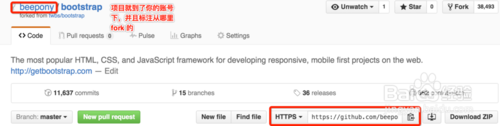 beepony / bootstrap
forked from twbs/bootstrap
项目就到了你的账号
下，并且标注从哪里
fork 的
Unwatch 1 Star 0 Fork 38,493
Code Pull requests 0 Pulse Graphs Settings
The most popular HTML, CSS, and JavaScript framework for developing responsive, mobile first projects on the web.
http://getbootstrap.com — Edit
11,637 commits 15 branches 36 releases
Branch: master New pull request New file Find file HTTPS https://github.com/beepo Download ZIP